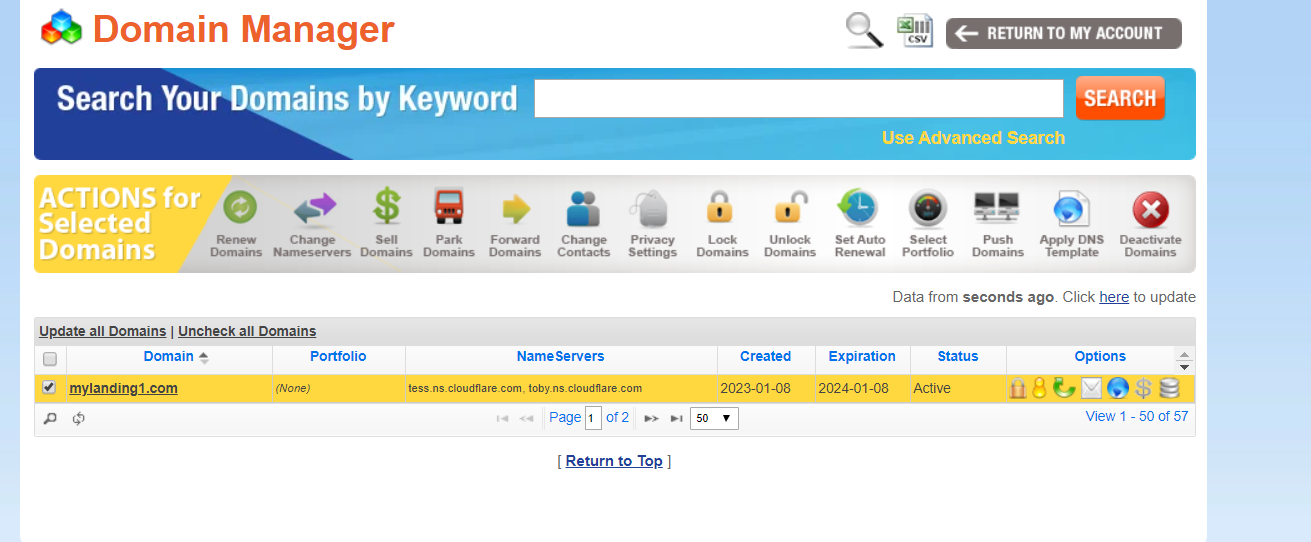 Domain Manager
CSV
RETURN TO MY ACCOUNT
Search Your Domains by Keyword
SEARCH
Use Advanced Search
ACTIONS for
Selected
Domains
Renew
Domains
Change
Nameservers
Sell
Domains
Park
Domains
Forward
Domains
Change
Contacts
Privacy
Settings
Lock
Domains
Unlock
Domains
Set Auto
Renewal
Select
Portfolio
Push
Domains
Apply DNS
Template
Deactivate
Domains
Data from seconds ago. Click here to update
Update all Domains | Uncheck all Domains
Domain Portfolio NameServers Created Expiration Status Options
mylanding1.com (None) tess.ns.cloudflare.com, toby.ns.cloudflare.com 2023-01-08 2024-01-08 Active
Page 1 of 2 50 View 1 - 50 of 57
[ Return to Top ]